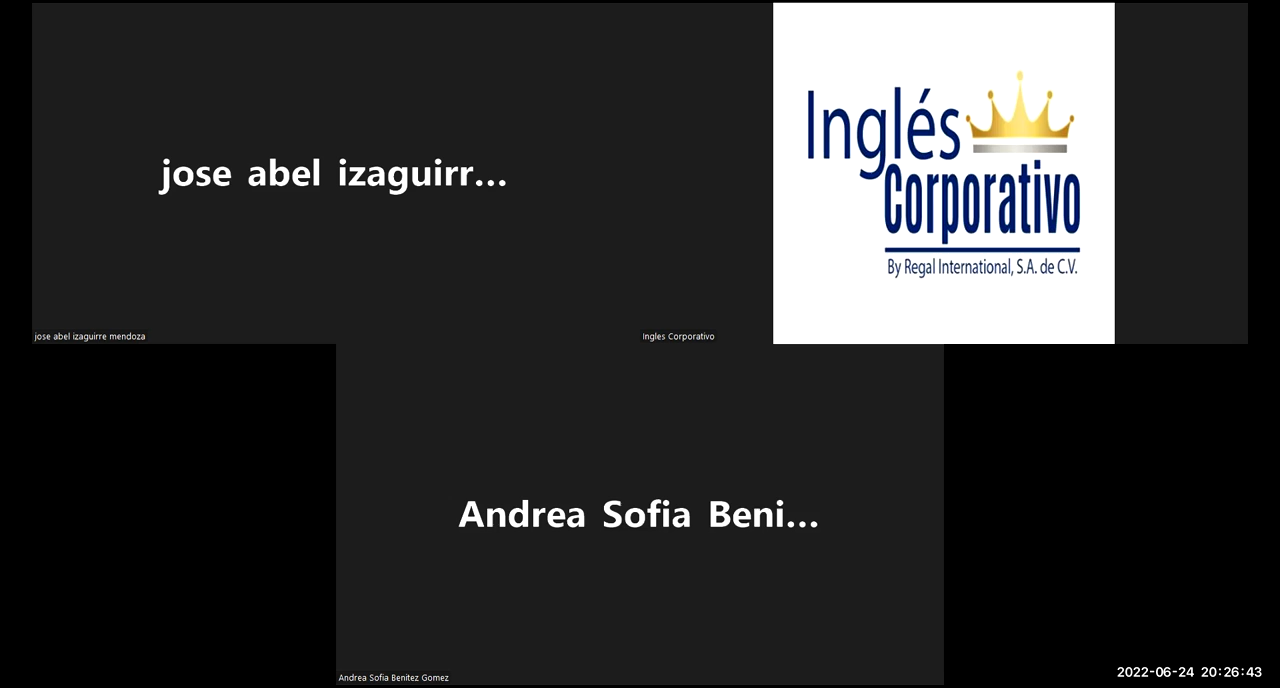 jose abel izaguirr...
jose abel izaguirre mendoza
Inglés
Corporativo
By Regal International, S.A. de C.V.
Ingles Corporativo
Andrea Sofia Beni...
Andrea Sofia Benitez Gomez
2022-06-24 20:26:43